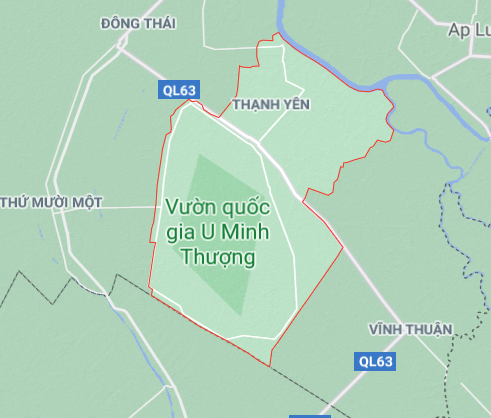 ĐÔNG THÁI
Ap Lu
QL63
THẠNH YÊN
THỨ MƯỜI MỘT
Vườn quốc
gia U Minh
Thượng
VĨNH THUẬN
QL63